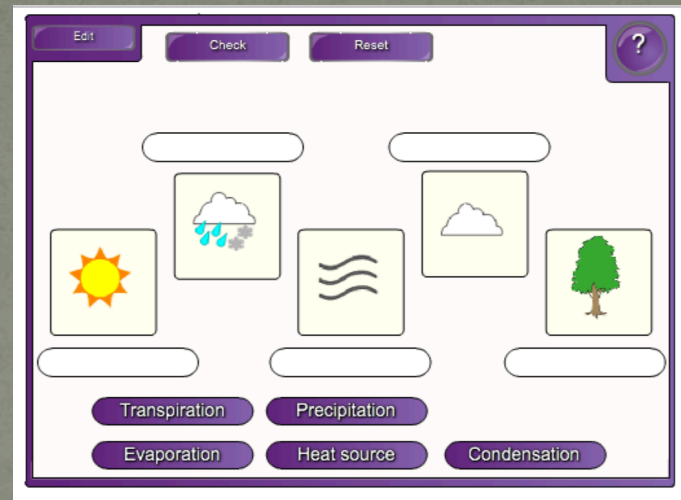 Edit
Check
Reset
?
Transpiration
Precipitation
Evaporation
Heat source
Condensation